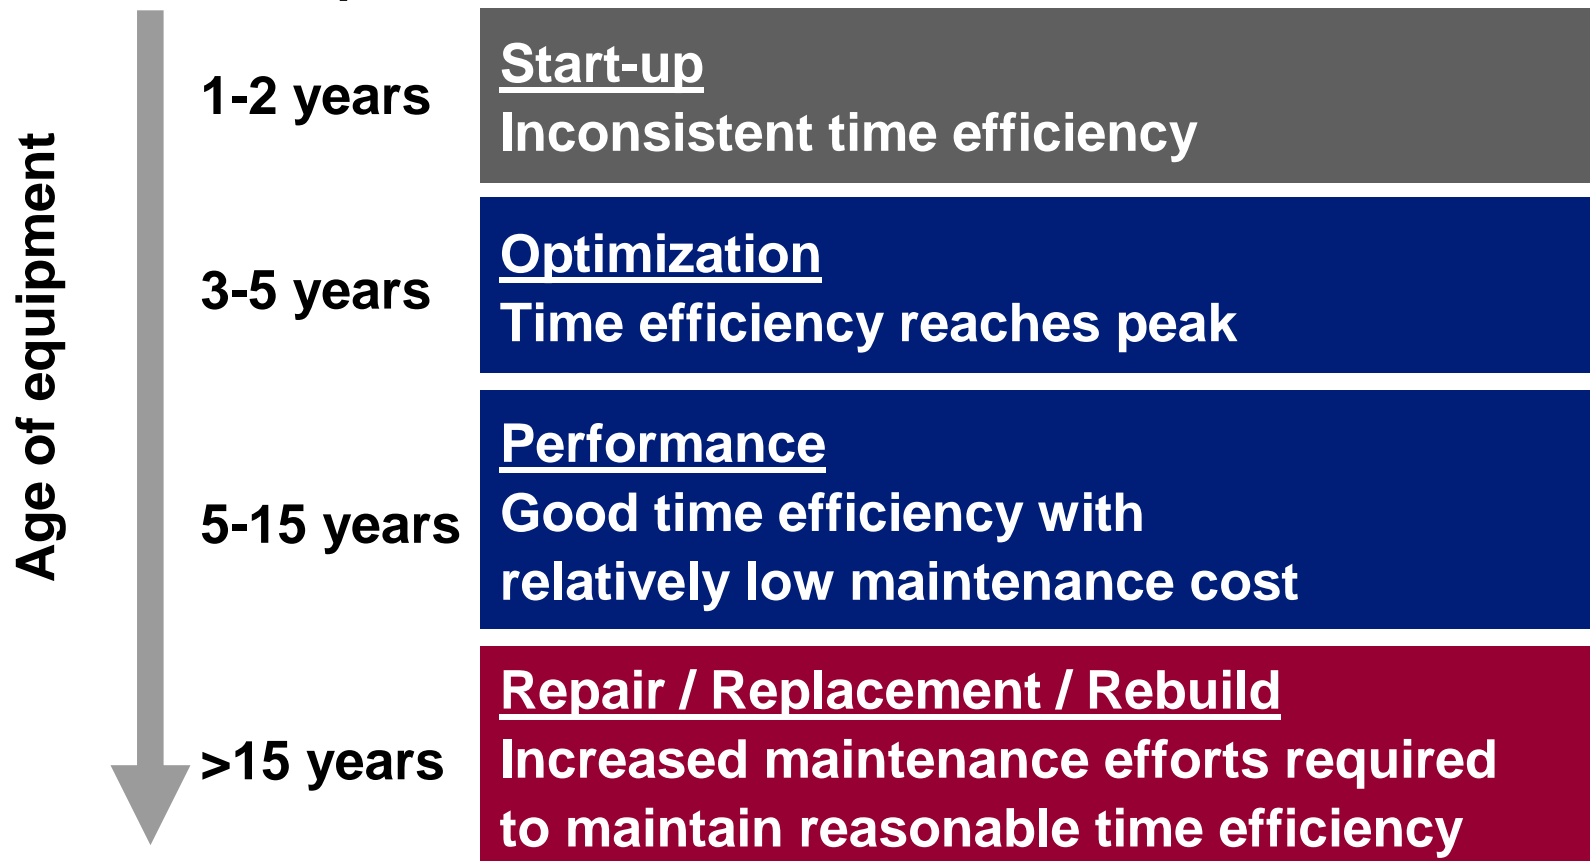 Age of equipment
1-2 years
Start-up
Inconsistent time efficiency
3-5 years
Optimization
Time efficiency reaches peak
5-15 years
Performance
Good time efficiency with
relatively low maintenance cost
>15 years
Repair / Replacement / Rebuild
Increased maintenance efforts required
to maintain reasonable time efficiency